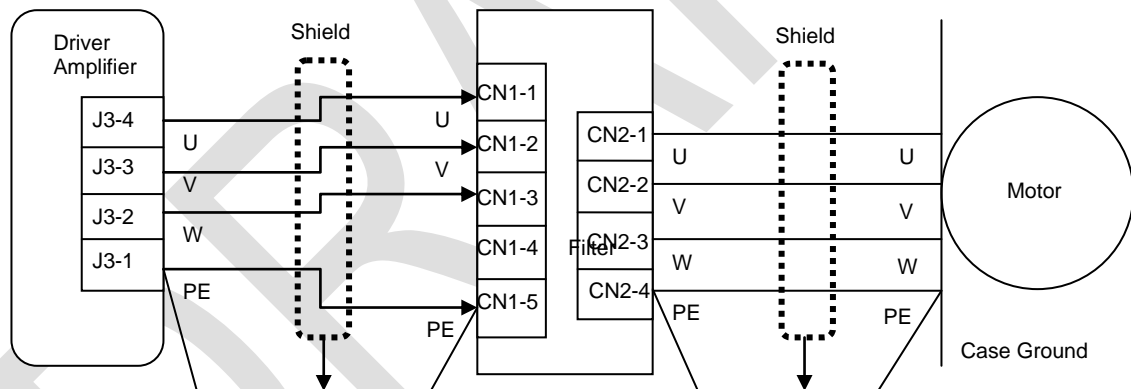 Driver
Amplifier
Shield
Shield
J3-4
J3-3
J3-2
J3-1
U
V
W
PE
U
V
PE
CN1-1
CN1-2
CN1-3
CN1-4
CN1-5
Filter
CN2-1
CN2-2
CN2-3
CN2-4
U
V
W
PE
U
V
W
PE
Motor
Case Ground